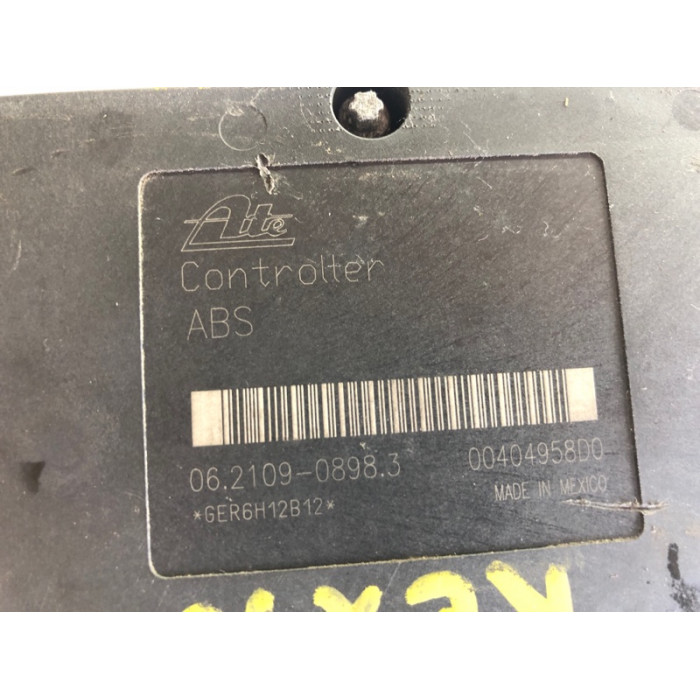 Ate
Controller
ABS
06.2109-0898.3 00404958D0
*GER6H12B12*
MADE IN MEXICO